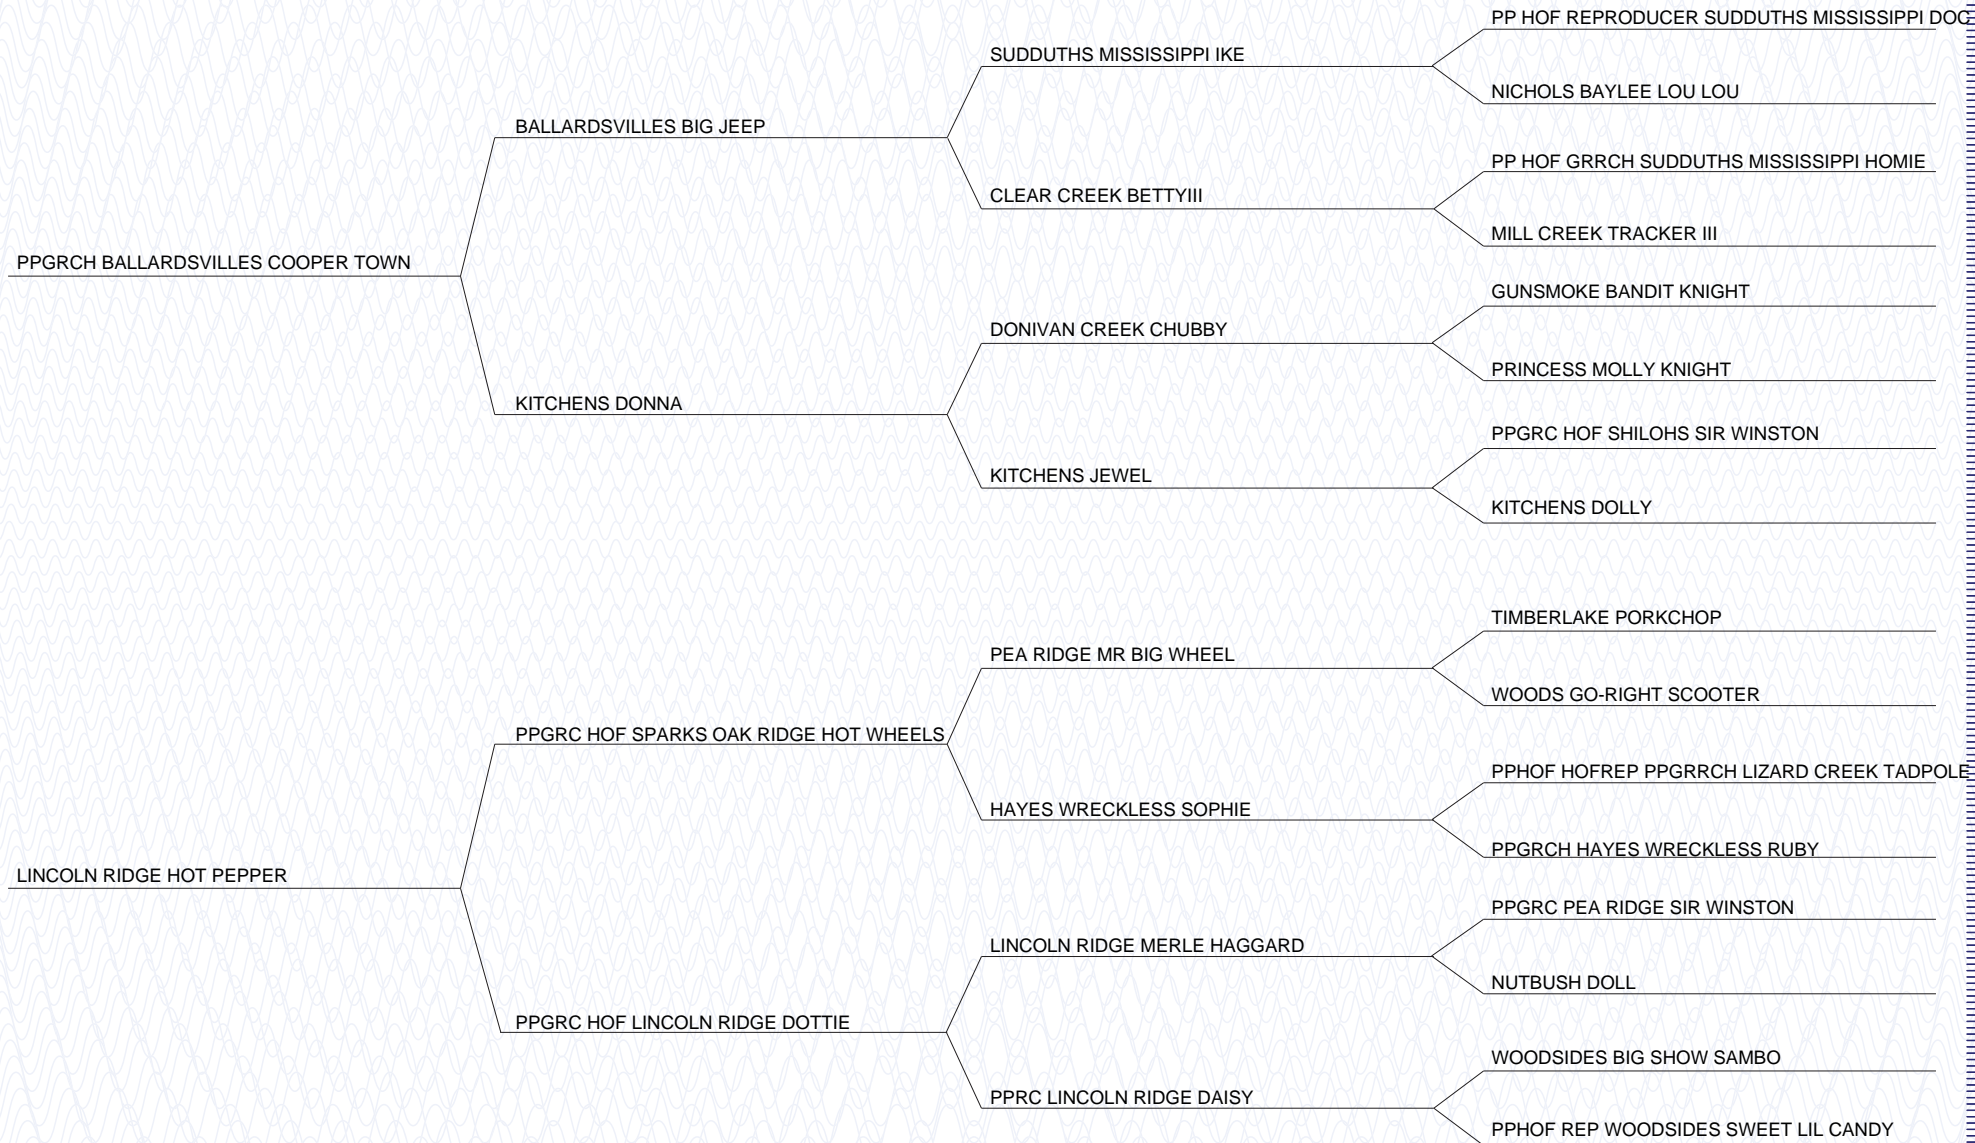 PP HOF REPRODUCER SUDDUTHS MISSISSIPPI DOC
SUDDUTHS MISSISSIPPI IKE
NICHOLS BAYLEE LOU LOU
BALLARDSVILLES BIG JEEP
PP HOF GRRCH SUDDUTHS MISSISSIPPI HOMIE
CLEAR CREEK BETTYIII
MILL CREEK TRACKER III
PPGRCH BALLARDSVILLES COOPER TOWN
GUNSMOKE BANDIT KNIGHT
DONIVAN CREEK CHUBBY
PRINCESS MOLLY KNIGHT
KITCHENS DONNA
PPGRC HOF SHILOHS SIR WINSTON
KITCHENS JEWEL
KITCHENS DOLLY
TIMBERLAKE PORKCHOP
PEA RIDGE MR BIG WHEEL
WOODS GO-RIGHT SCOOTER
PPGRC HOF SPARKS OAK RIDGE HOT WHEELS
PPHOF HOFREP PPGRRCH LIZARD CREEK TADPOLE
HAYES WRECKLESS SOPHIE
PPGRCH HAYES WRECKLESS RUBY
LINCOLN RIDGE HOT PEPPER
PPGRC PEA RIDGE SIR WINSTON
LINCOLN RIDGE MERLE HAGGARD
NUTBUSH DOLL
PPGRC HOF LINCOLN RIDGE DOTTIE
WOODSIDES BIG SHOW SAMBO
PPRC LINCOLN RIDGE DAISY
PPHOF REP WOODSIDES SWEET LIL CANDY